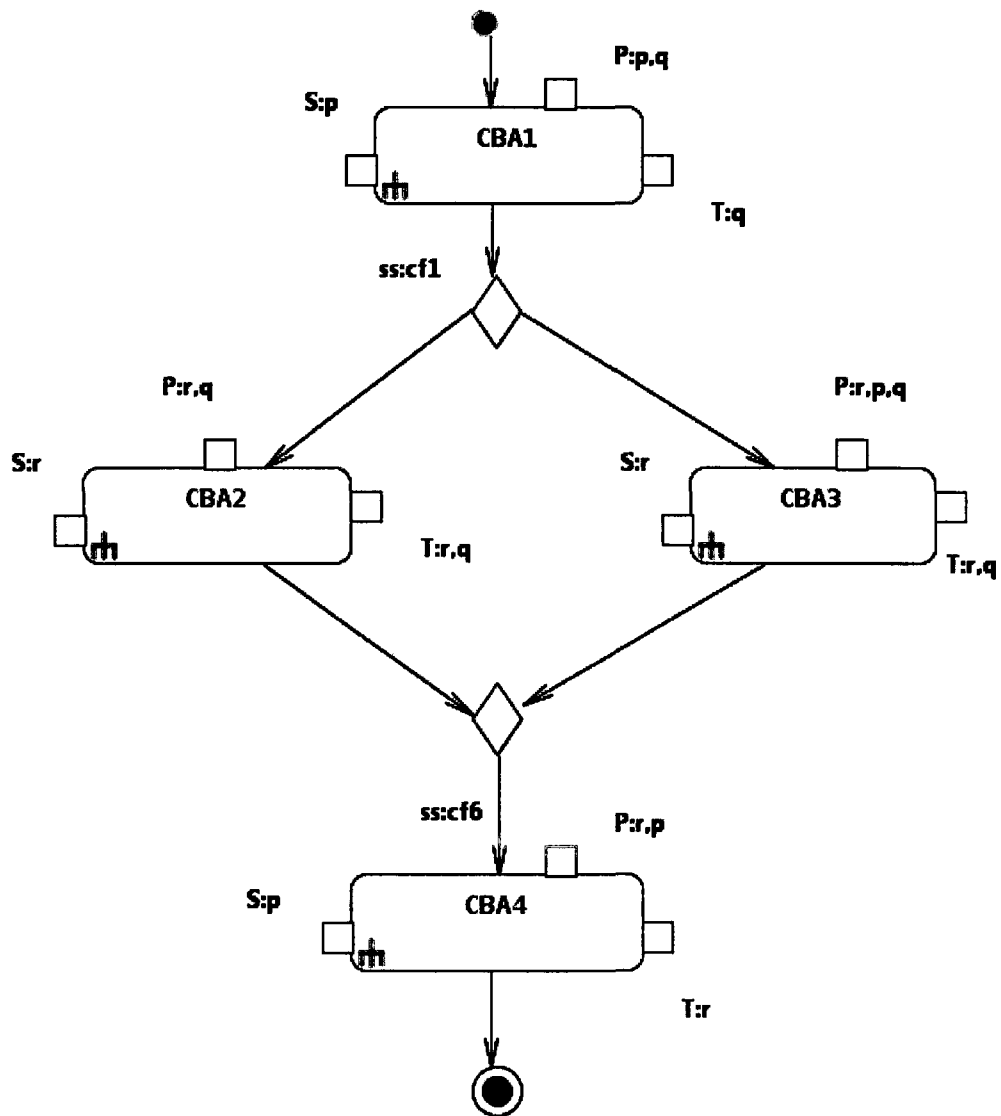 P:p,q
S:p
CBA1
T:q
ss:cf1
P:r,q
P:r,p,q
S:r
S:r
CBA2
CBA3
T:r,q
T:r,q
ss:cf6
P:r,p
S:p
CBA4
T:r